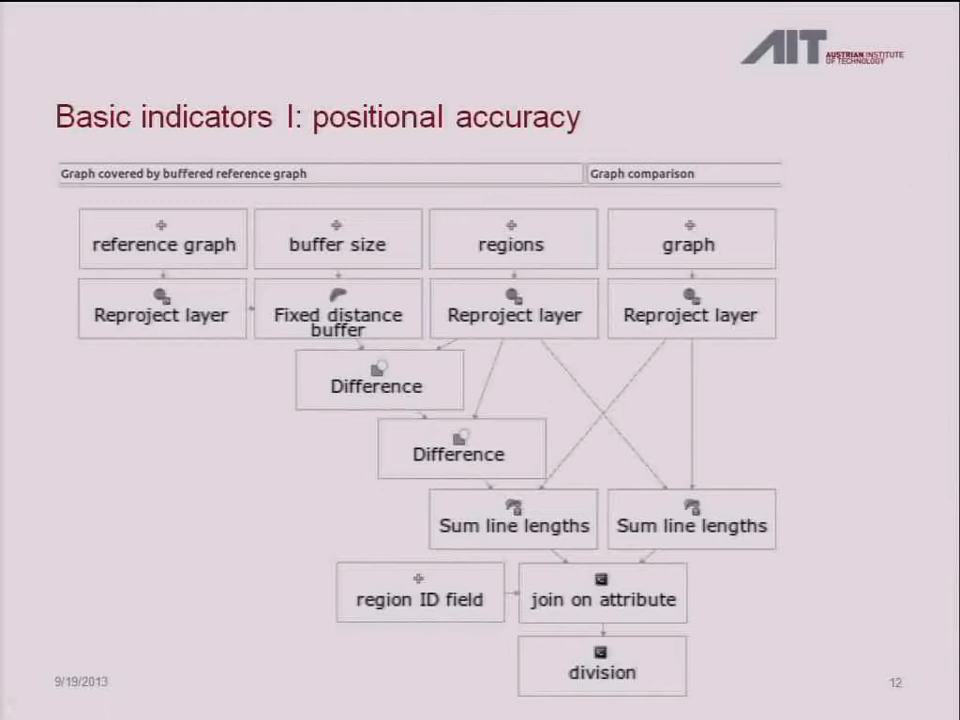 AIT AUSTRIAN INSTITUTE
OF TECHNOLOGY
Basic indicators I: positional accuracy
Graph covered by buffered reference graph
Graph comparison
reference graph
buffer size
regions
graph
Reproject layer
Fixed distance
buffer
Reproject layer
Reproject layer
Difference
Difference
Sum line lengths
Sum line lengths
region ID field
join on attribute
division
9/19/2013
12